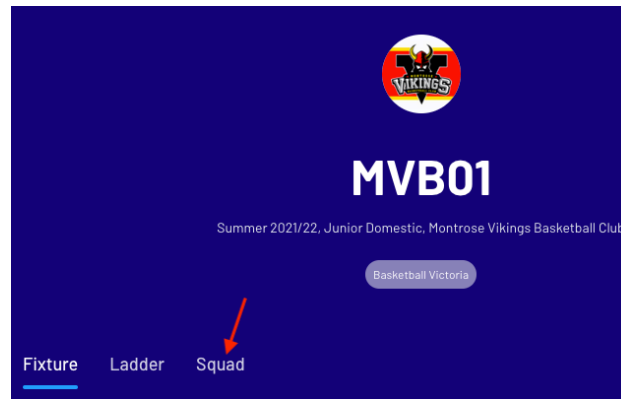 MONTROSE
VIKINGS
MVB01
Summer 2021/22, Junior Domestic, Montrose Vikings Basketball Club
Basketball Victoria
Fixture Ladder Squad